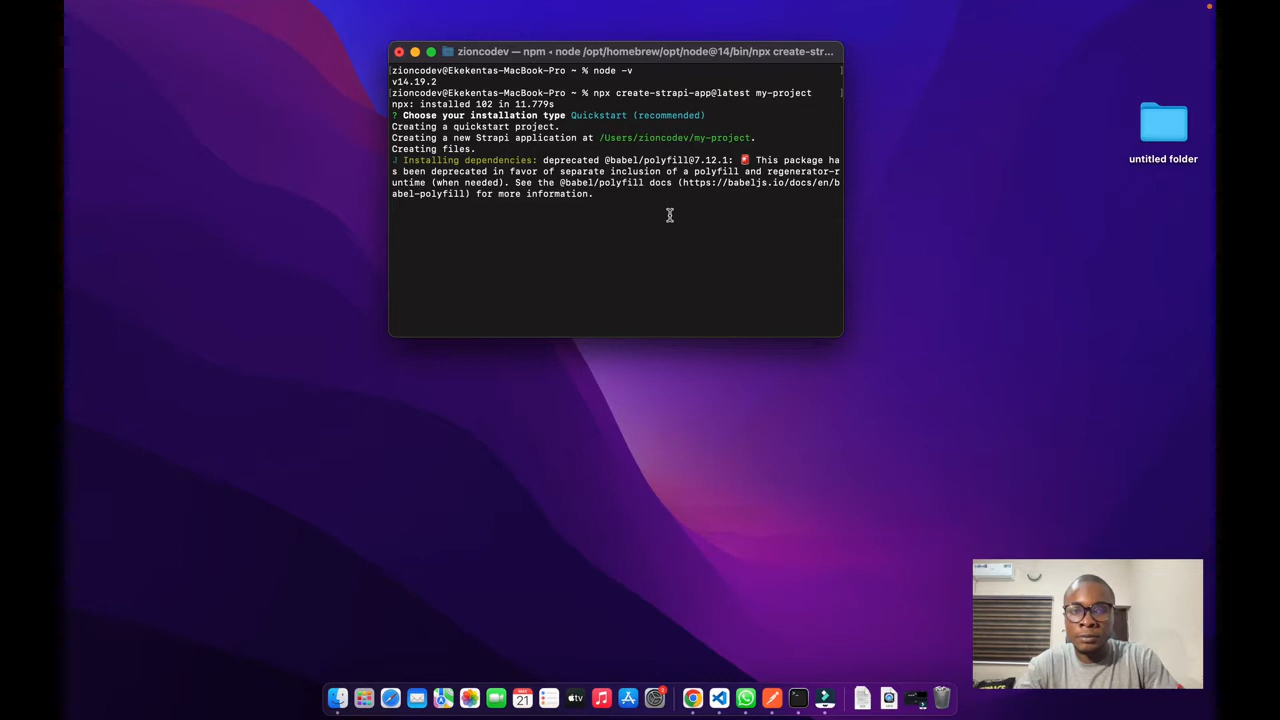 zioncodev — npm ◂ node /opt/homebrew/opt/node@14/bin/npx create-str...
[zioncodev@Ekekentas-MacBook-Pro ~ % node -v ]
v14.19.2
[zioncodev@Ekekentas-MacBook-Pro ~ % npx create-strapi-app@latest my-project ]
npx: installed 102 in 11.779s
? Choose your installation type Quickstart (recommended)
Creating a quickstart project.
Creating a new Strapi application at /Users/zioncodev/my-project.
Creating files.
Installing dependencies: deprecated @babel/polyfill@7.12.1: 🚨 This package ha
s been deprecated in favor of separate inclusion of a polyfill and regenerator-r
untime (when needed). See the @babel/polyfill docs (https://babeljs.io/docs/en/b
abel-polyfill) for more information.
untitled folder
21